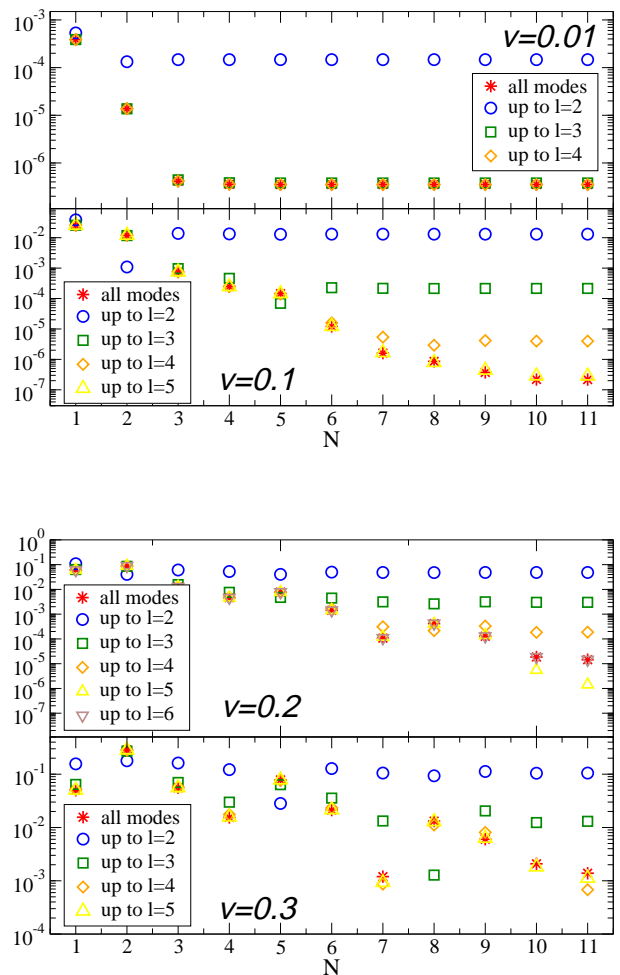 10^-3
v=0.01
10^-4
all modes
up to l=2
10^-5
up to l=3
up to l=4
10^-6
10^-2
10^-3
10^-4
all modes
up to l=2
10^-5
up to l=3
10^-6
up to l=4
v=0.1
10^-7
up to l=5
1 2 3 4 5 6 7 8 9 10 11
N
10^0
10^-1
10^-2
all modes
10^-3
up to l=2
10^-4
up to l=3
up to l=4
10^-5
up to l=5
10^-6
up to l=6
v=0.2
10^-7
10^-1
all modes
10^-2
up to l=2
up to l=3
10^-3
up to l=4
v=0.3
up to l=5
10^-4
1 2 3 4 5 6 7 8 9 10 11
N